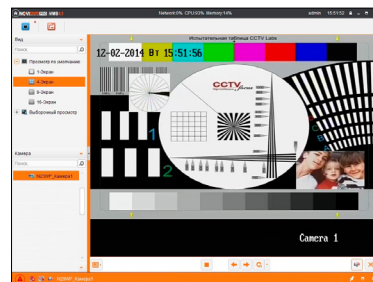 Network:0% CPU:93% Memory:14%
admin 15:51:52
Вид
Испытательная таблица CCTV Labs
Поиск
12-02-2014 Вт 15:51:56
Просмотр по умолчанию
1-Экран
4-Экран
9-Экран
16-Экран
Выборочный просмотр
CCTV
1
2
Камера
Поиск
Camera 1